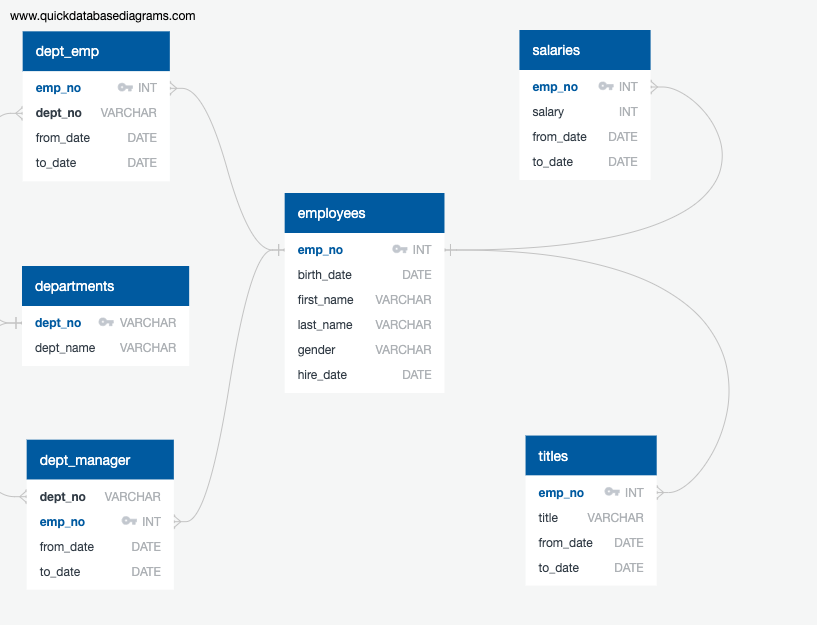 www.quickdatabasediagrams.com
dept_emp
emp_no INT
dept_no VARCHAR
from_date DATE
to_date DATE
salaries
emp_no INT
salary INT
from_date DATE
to_date DATE
employees
emp_no INT
birth_date DATE
first_name VARCHAR
last_name VARCHAR
gender VARCHAR
hire_date DATE
departments
dept_no VARCHAR
dept_name VARCHAR
dept_manager
dept_no VARCHAR
emp_no INT
from_date DATE
to_date DATE
titles
emp_no INT
title VARCHAR
from_date DATE
to_date DATE